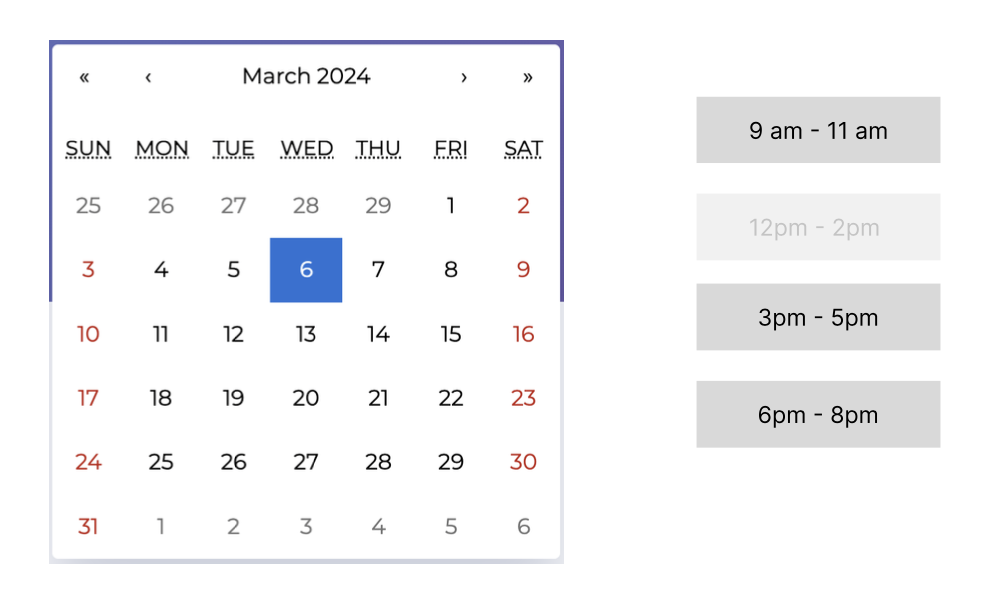 « ‹ March 2024 › »
SUN MON TUE WED THU FRI SAT
25 26 27 28 29 1 2
3 4 5 6 7 8 9
10 11 12 13 14 15 16
17 18 19 20 21 22 23
24 25 26 27 28 29 30
31 1 2 3 4 5 6
9 am - 11 am
12pm - 2pm
3pm - 5pm
6pm - 8pm